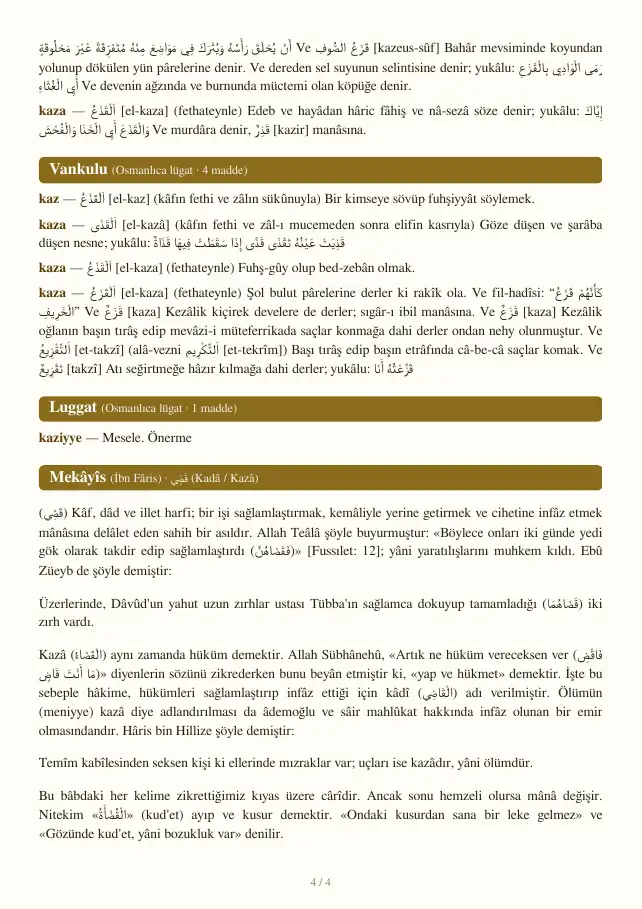 أَنْ يُحْلَقَ رَأْسُهُ وَيُتْرَكَ فِي مَوَاضِعَ مِنْهُ مُتَفَرِّقَةً غَيْرَ مَحْلُوقَةٍ Ve قَزَعُ الصُّوفِ [kazeus-sûf] Bahâr mevsiminde koyundan
yolunup dökülen yün pârelerine denir. Ve dereden sel suyunun selintisine denir; yukâlu: رَمَى الْوَادِي بِالْقَزَعِ
أَيِ الْغُثَاءِ Ve devenin ağzında ve burnunda müctemi olan köpüğe denir.
kaza — اَلْقَذَعُ [el-kaza] (fethateynle) Edeb ve hayâdan hâric fâhiş ve nâ-sezâ söze denir; yukâlu: إِيَّاكَ
وَالْقَذَعَ أَيِ الْخَنَا وَالْفُحْشَ Ve murdâra denir, قَذِرٌ [kazir] manâsına.
Vankulu (Osmanlıca lügat · 4 madde)
kaz — اَلْقَذْعُ [el-kaz] (kâfın fethi ve zâlın sükûnuyla) Bir kimseye sövüp fuhşiyyât söylemek.
kaza — اَلْقَذَى [el-kazâ] (kâfın fethi ve zâl-ı mucemeden sonra elifin kasrıyla) Göze düşen ve şarâba
düşen nesne; yukâlu: قَذِيَتْ عَيْنُهُ تَقْذَى قَذًى إِذَا سَقَطَتْ فِيهَا قَذَاةٌ
kaza — اَلْقَذَعُ [el-kaza] (fethateynle) Fuhş-gûy olup bed-zebân olmak.
kaza — اَلْقَزَعُ [el-kaza] (fethateynle) Şol bulut pârelerine derler ki rakîk ola. Ve fil-hadîsi: “كَأَنَّهُمْ قَزَعُ
الْخَرِيفِ” Ve قَزَعٌ [kaza] Kezâlik kiçirek develere de derler; sıgâr-ı ibil manâsına. Ve قَزَعٌ [kaza] Kezâlik
oğlanın başın tırâş edip mevâzi-i müteferrikada saçlar konmağa dahi derler ondan nehy olunmuştur. Ve
اَلتَّقْزِيعُ [et-takzî] (alâ-vezni اَلتَّكْرِيم [et-tekrîm]) Başı tırâş edip başın etrâfında câ-be-câ saçlar komak. Ve
تَقْزِيعٌ [takzî] Atı seğirtmeğe hâzır kılmağa dahi derler; yukâlu: قَزَّعْتُهُ أَنَا
Luggat (Osmanlıca lügat · 1 madde)
kaziyye — Mesele. Önerme
Mekâyîs (İbn Fâris) · قَضِي (Kadâ / Kazâ)
(قَضِي) Kâf, dâd ve illet harfi; bir işi sağlamlaştırmak, kemâliyle yerine getirmek ve cihetine infâz etmek
mânâsına delâlet eden sahih bir asıldır. Allah Teâlâ şöyle buyurmuştur: «Böylece onları iki günde yedi
gök olarak takdir edip sağlamlaştırdı (فَقَضَاهُنَّ)» [Fussılet: 12]; yâni yaratılışlarını muhkem kıldı. Ebû
Züeyb de şöyle demiştir:
Üzerlerinde, Dâvûd'un yahut uzun zırhlar ustası Tübba'ın sağlamca dokuyup tamamladığı (قَضَاهُمَا) iki
zırh vardı.
Kazâ (الْقَضَاءُ) aynı zamanda hüküm demektir. Allah Sübhânehû, «Artık ne hüküm vereceksen ver (فَاقْضِ
مَا أَنْتَ قَاضٍ)» diyenlerin sözünü zikrederken bunu beyân etmiştir ki, «yap ve hükmet» demektir. İşte bu
sebeple hâkime, hükümleri sağlamlaştırıp infâz ettiği için kâdî (الْقَاضِي) adı verilmiştir. Ölümün
(meniyye) kazâ diye adlandırılması da âdemoğlu ve sâir mahlûkat hakkında infâz olunan bir emir
olmasındandır. Hâris bin Hillize şöyle demiştir:
Temîm kabîlesinden seksen kişi ki ellerinde mızraklar var; uçları ise kazâdır, yâni ölümdür.
Bu bâbdaki her kelime zikrettiğimiz kıyas üzere cârîdir. Ancak sonu hemzeli olursa mânâ değişir.
Nitekim «الْقُضْأَةُ» (kud'et) ayıp ve kusur demektir. «Ondaki kusurdan sana bir leke gelmez» ve
«Gözünde kud'et, yâni bozukluk var» denilir.
4 / 4